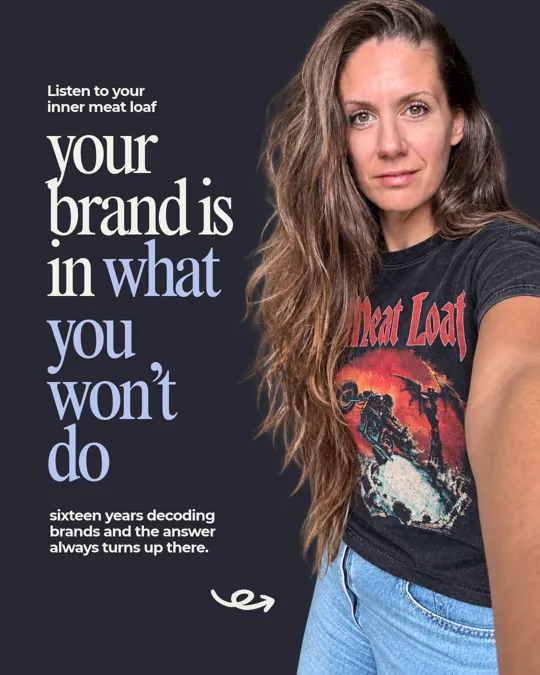 Listen to your
inner meat loaf
your
brand is
in what
you
won't
do
sixteen years decoding
brands and the answer
always turns up there.
Meat Loaf